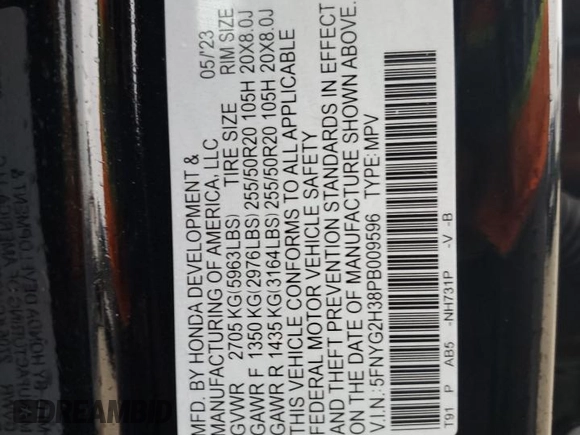 MFD. BY HONDA DEVELOPMENT &
MANUFACTURING OF AMERICA, LLC 05/23
TIRE SIZE RIM SIZE
GVWR 2705 KG(5963LBS)
GAWR F 1350 KG(2976LBS) 255/50R20 105H 20X8.0J
GAWR R 1435 KG(3164LBS) 255/50R20 105H 20X8.0J
THIS VEHICLE CONFORMS TO ALL APPLICABLE
FEDERAL MOTOR VEHICLE SAFETY
AND THEFT PREVENTION STANDARDS IN EFFECT
ON THE DATE OF MANUFACTURE SHOWN ABOVE.
V.I.N.: 5FNYG2H38PB009596 TYPE: MPV
T91 P AB5 -NH731P -V -B
DREAMBID